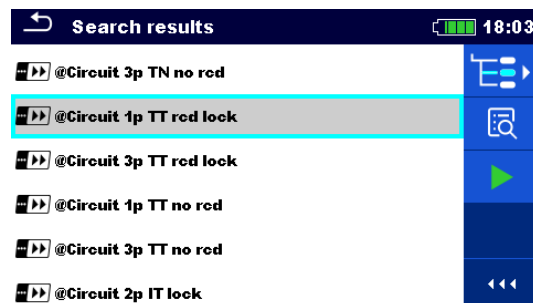 Search results 18:03
@Circuit 3p TN no rcd
@Circuit 1p TT rcd lock
@Circuit 3p TT rcd lock
@Circuit 1p TT no rcd
@Circuit 3p TT no rcd
@Circuit 2p IT lock